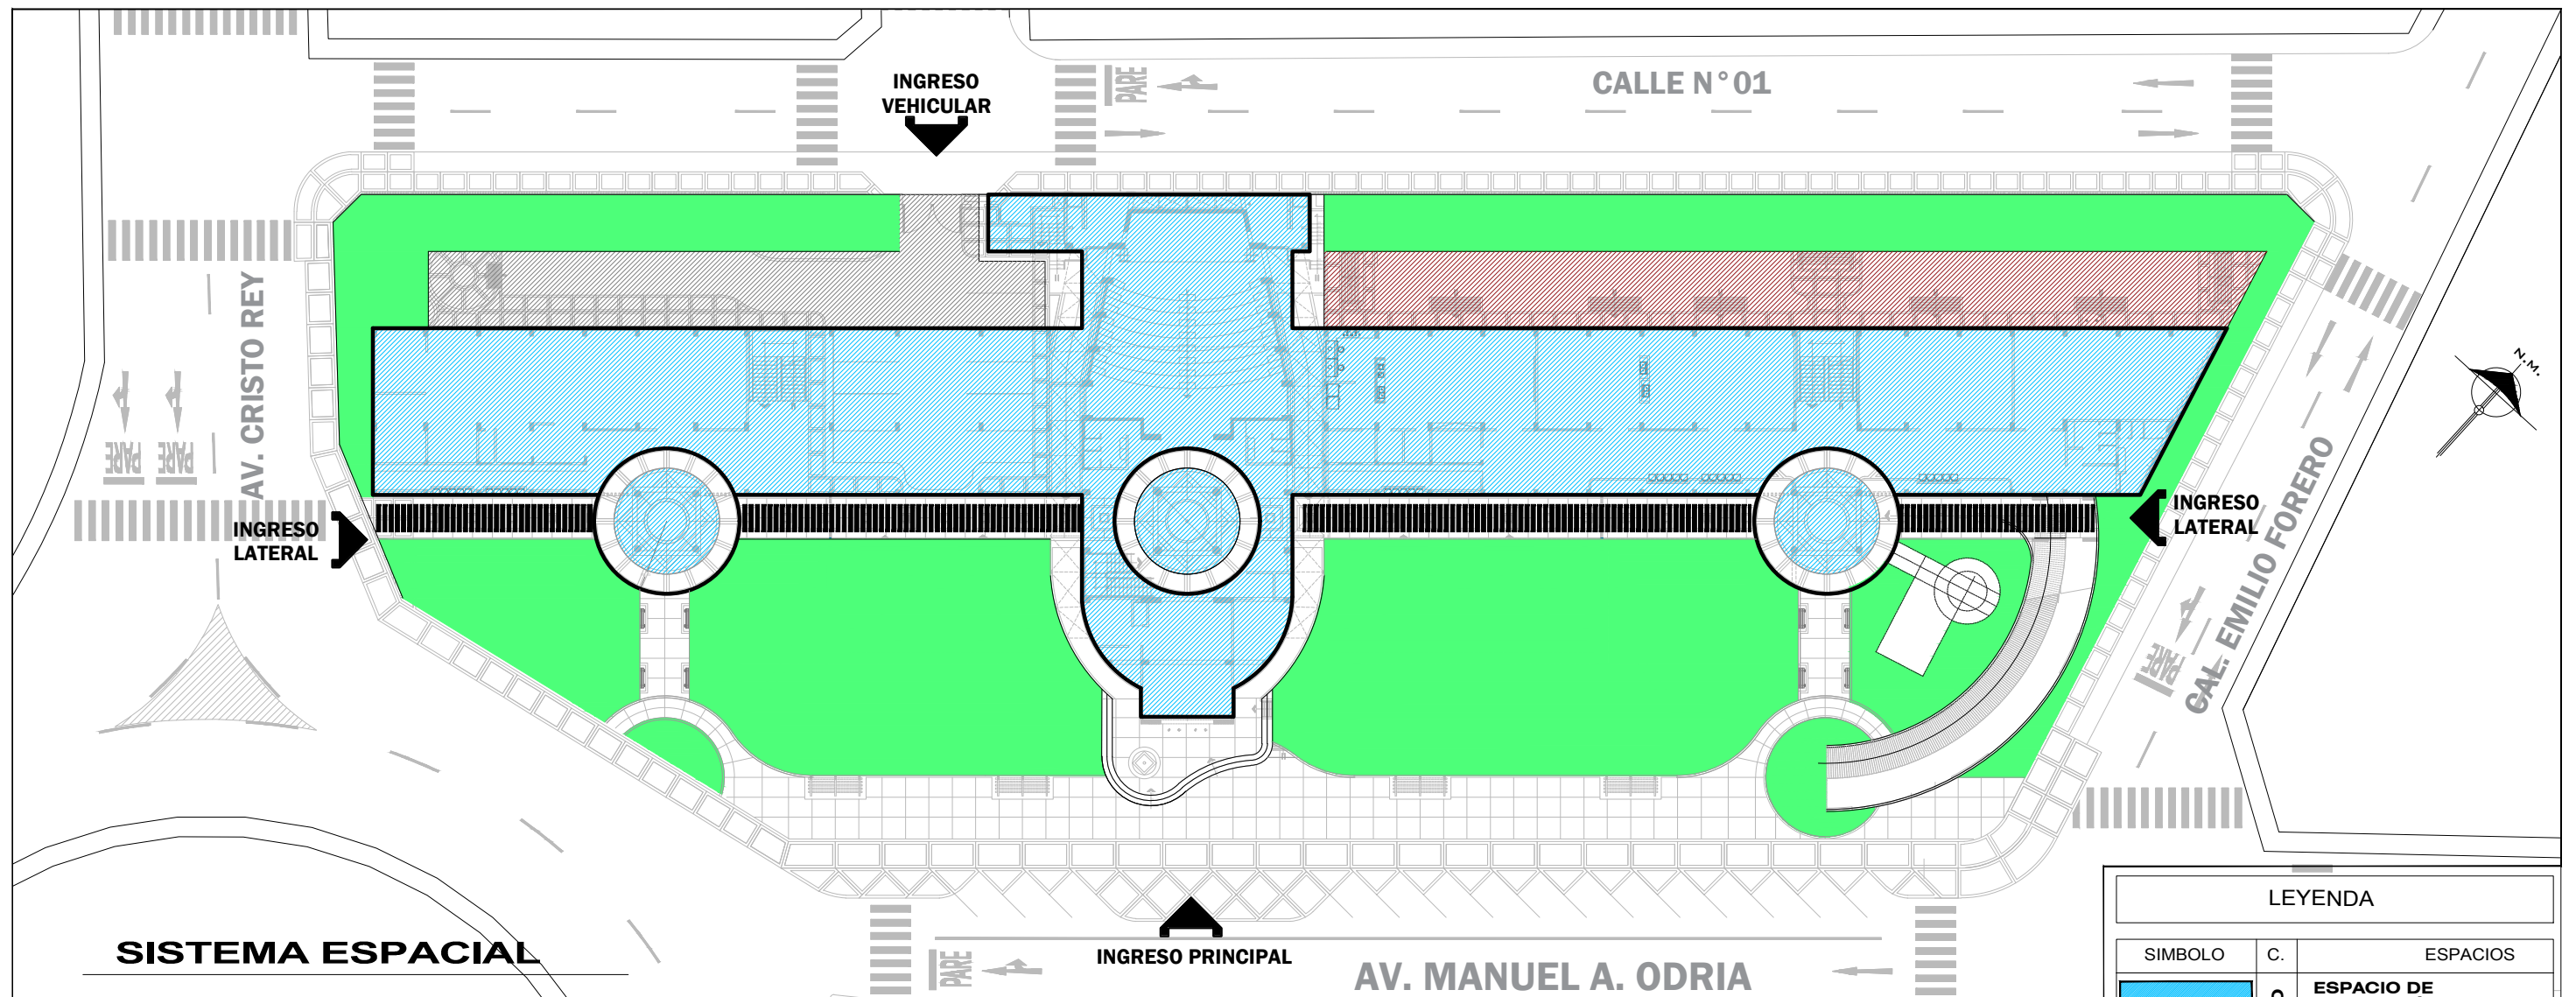 INGRESO
VEHICULAR
PARE
CALLE N°01
AV. CRISTO REY
PARE
PARE
N.M.
INGRESO
LATERAL
INGRESO
LATERAL
CAL. EMILIO FORERO
PARE
INGRESO PRINCIPAL
PARE
AV. MANUEL A. ODRIA
SISTEMA ESPACIAL
LEYENDA
SIMBOLO C. ESPACIOS
ESPACIO DE